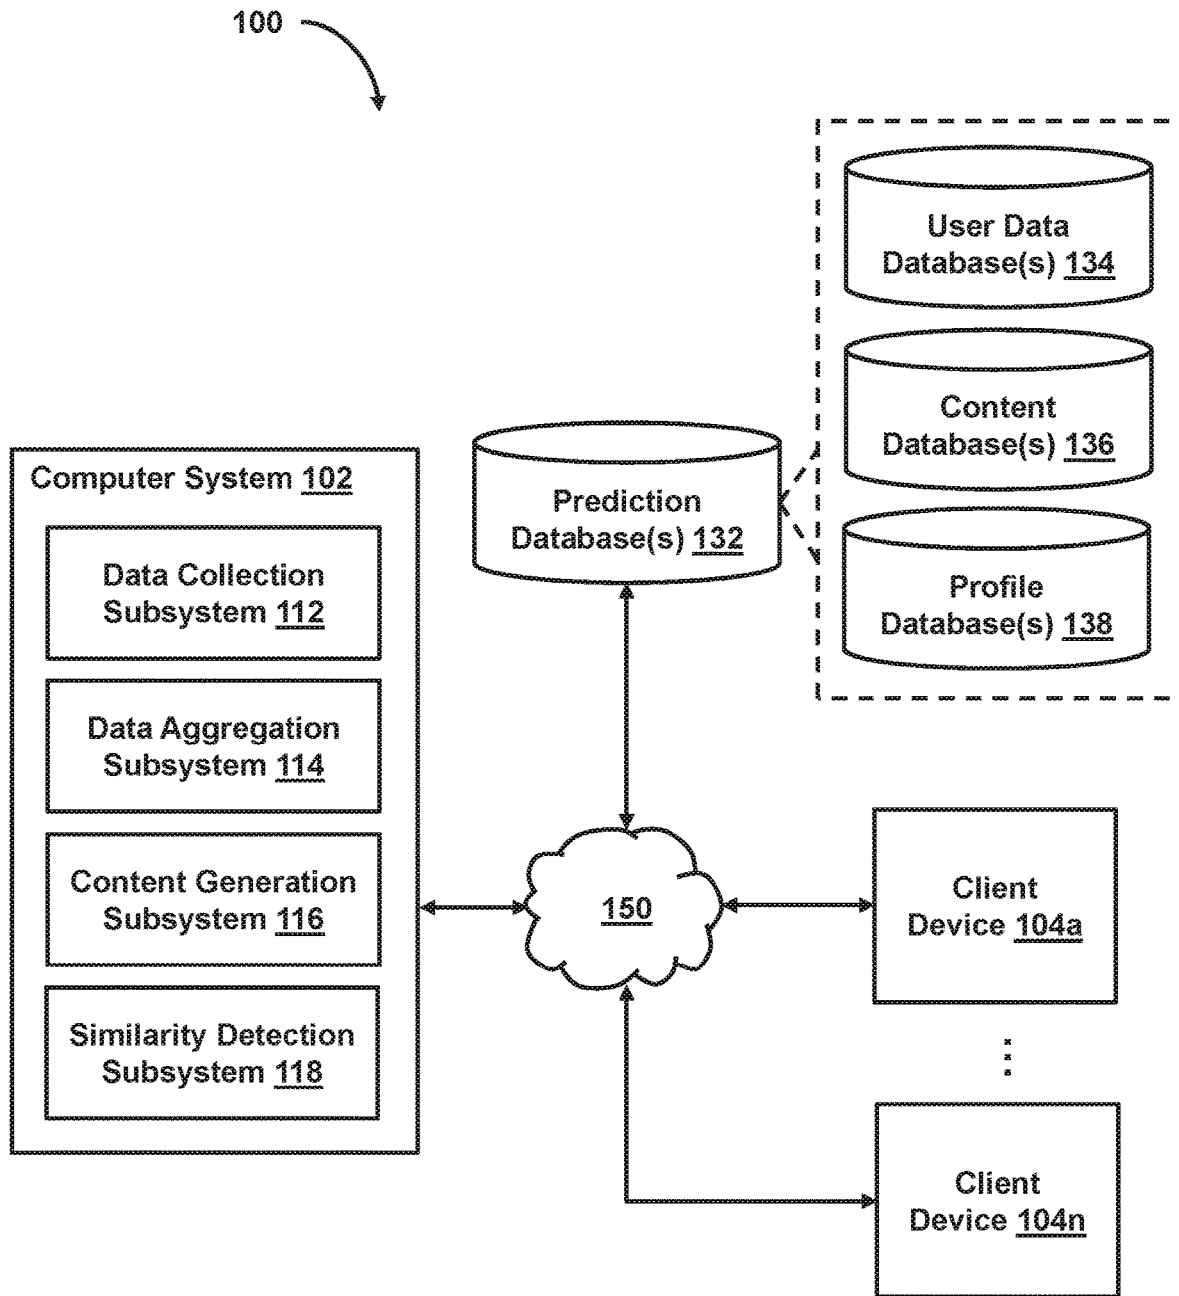 100
User Data
Database(s) 134
Content
Database(s) 136
Profile
Database(s) 138
Prediction
Database(s) 132
Computer System 102
Data Collection
Subsystem 112
Data Aggregation
Subsystem 114
Content Generation
Subsystem 116
Similarity Detection
Subsystem 118
150
Client
Device 104a
Client
Device 104n